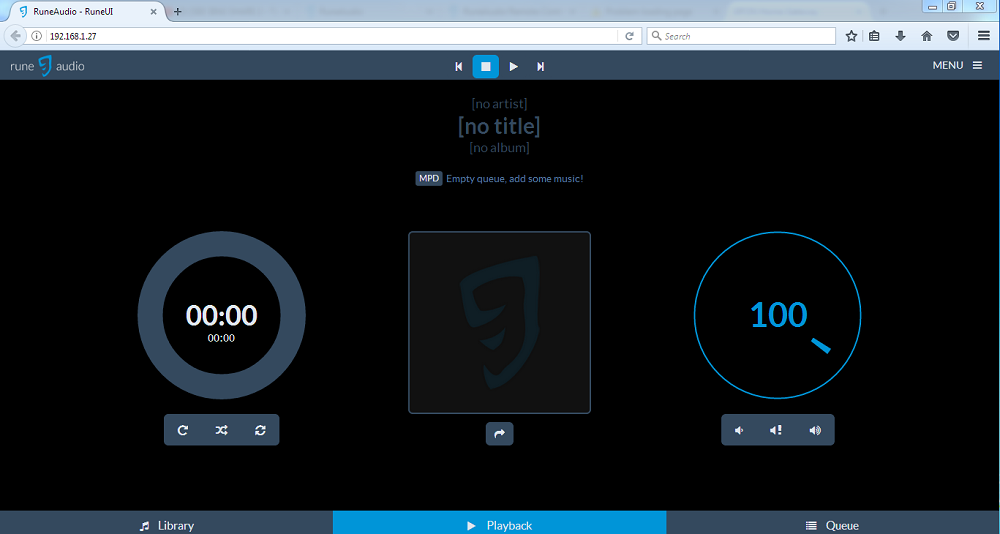 RuneAudio - RuneUI
192.168.1.27
Search
rune audio
MENU
[no artist]
[no title]
[no album]
MPD Empty queue, add some music!
00:00
00:00
100
Library
Playback
Queue